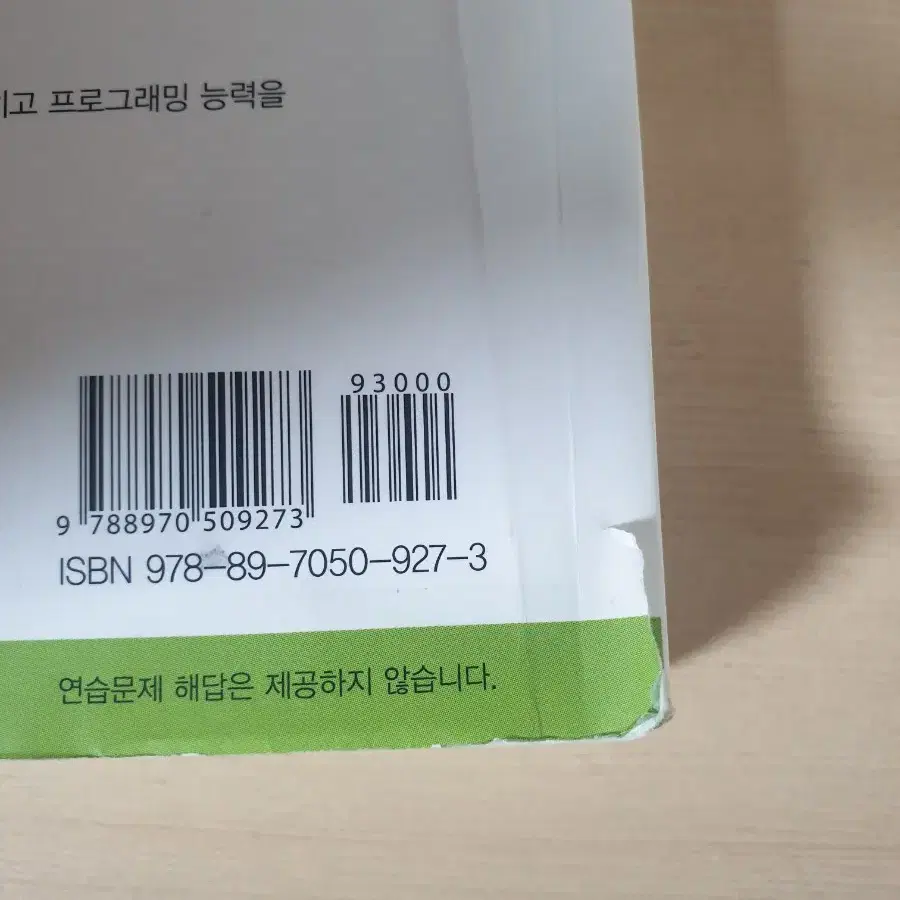 고 프로그래밍 능력을
93000
9 788970 509273
ISBN 978-89-7050-927-3
연습문제 해답은 제공하지 않습니다.